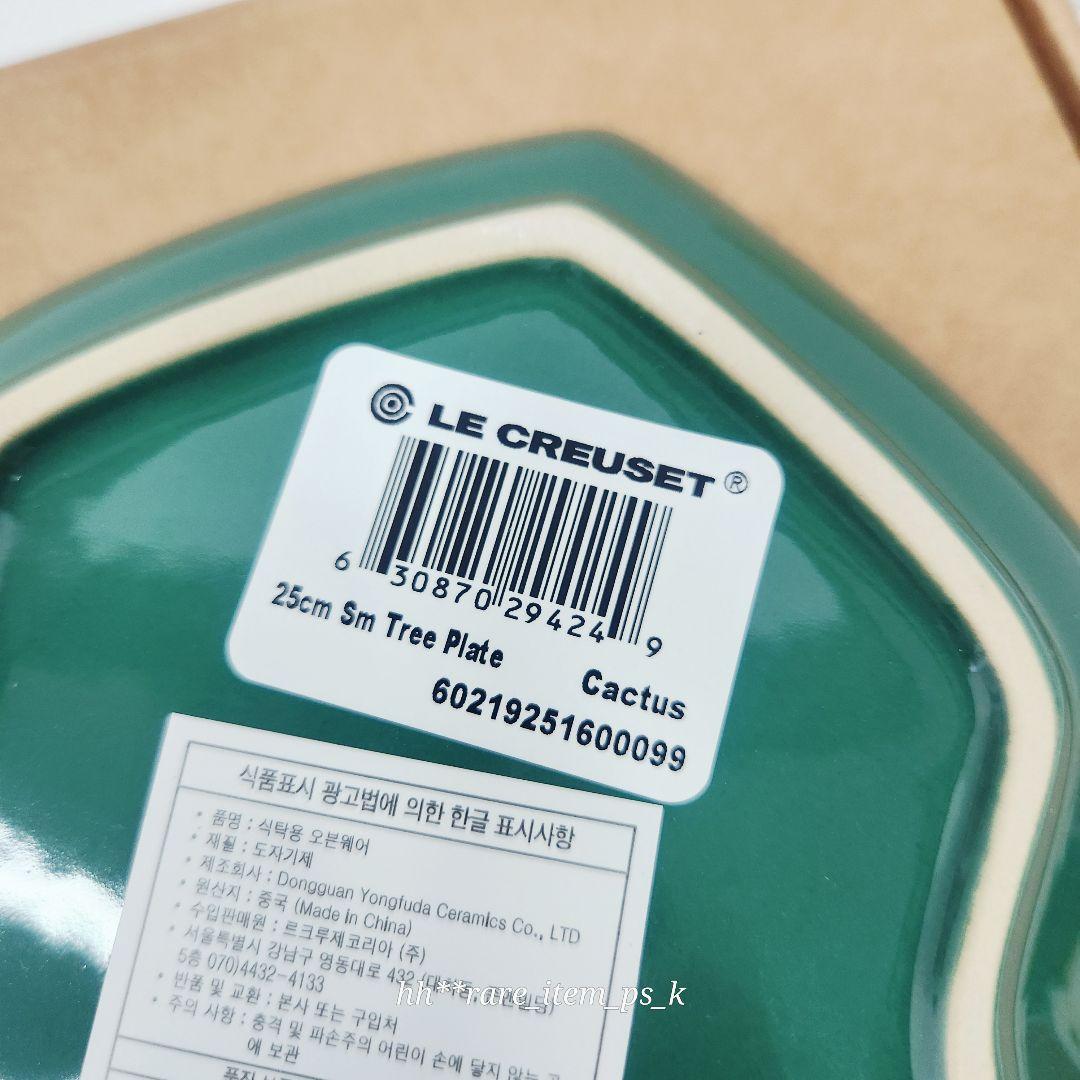 LE CREUSET ®
6 30870 29424 9
25cm Sm Tree Plate
Cactus
60219251600099
식품표시 광고법에 의한 한글 표시사항
• 품명 : 식탁용 오븐웨어
• 재질 : 도자기제
• 제조회사 : Dongguan Yongfuda Ceramics Co., LTD
• 원산지 : 중국 (Made in China)
• 수입판매원 : 르크루제코리아 (주)
• 서울특별시 강남구 영동대로 432
5층 070)4432-4133
• 반품 및 교환 : 본사 또는 구입처
• 주의 사항 : 충격 및 파손주의 어린이 손에 닿지 않는
에 보관
hh**rare_item_ps_k